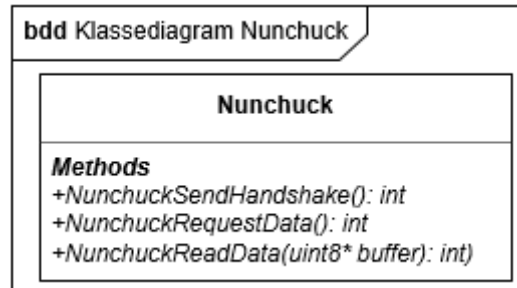 bdd Klassediagram Nunchuck
Nunchuck
Methods
+NunchuckSendHandshake(): int
+NunchuckRequestData(): int
+NunchuckReadData(uint8* buffer): int)